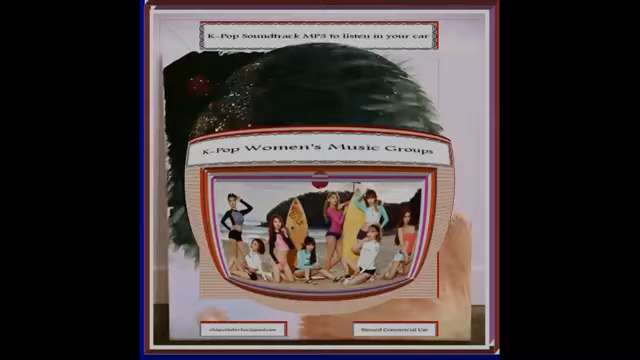 K-Pop Soundtrack MP3 to listen in your car
K-Pop Women's Music Groups
Banned Commercial Use